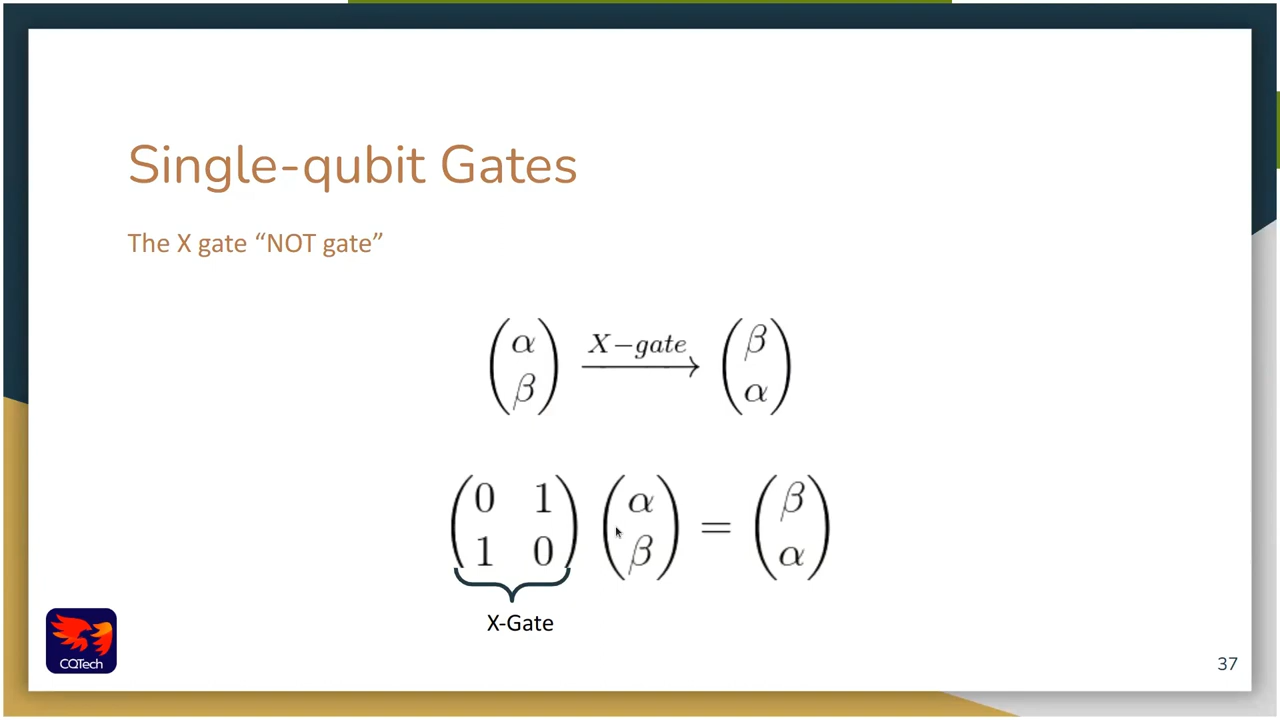 Single-qubit Gates
The X gate “NOT gate”
(α β) X−gate → (β α)
(0 1 1 0) (α β) = (β α)
X-Gate
CQTech
37